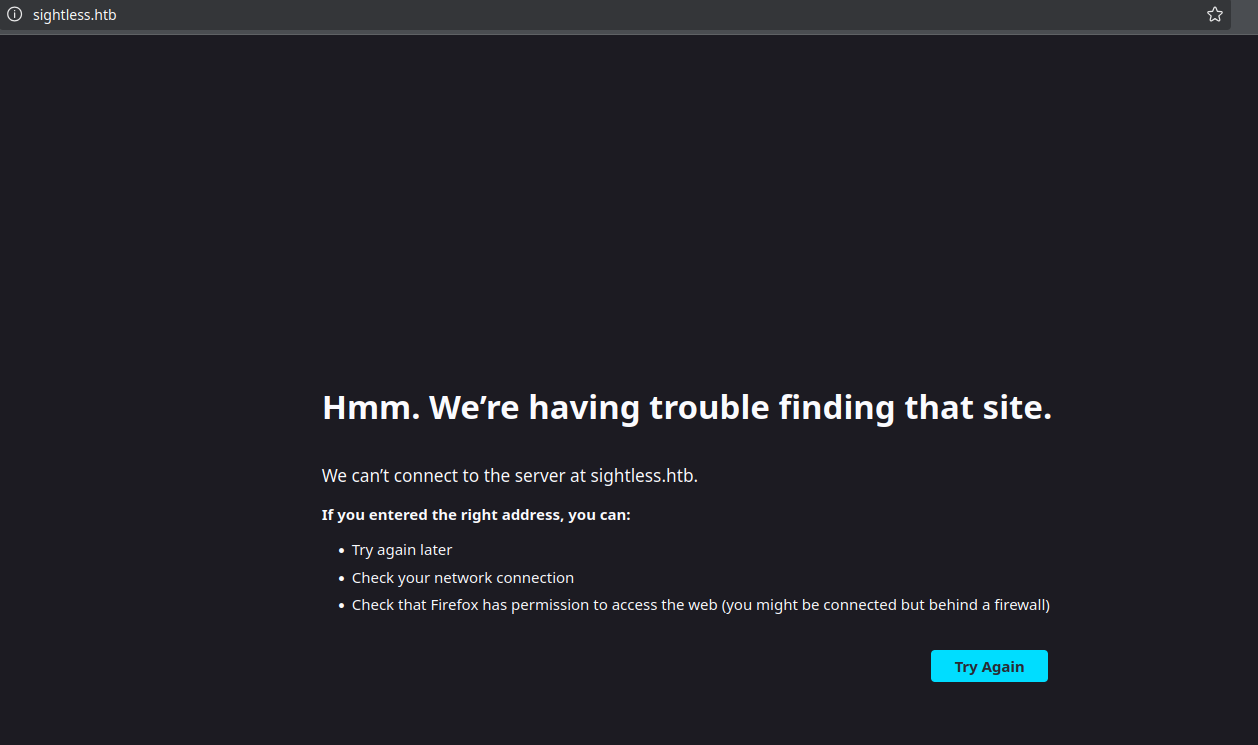 sightless.htb
Hmm. We’re having trouble finding that site.
We can’t connect to the server at sightless.htb.
If you entered the right address, you can:
• Try again later
• Check your network connection
• Check that Firefox has permission to access the web (you might be connected but behind a firewall)
Try Again